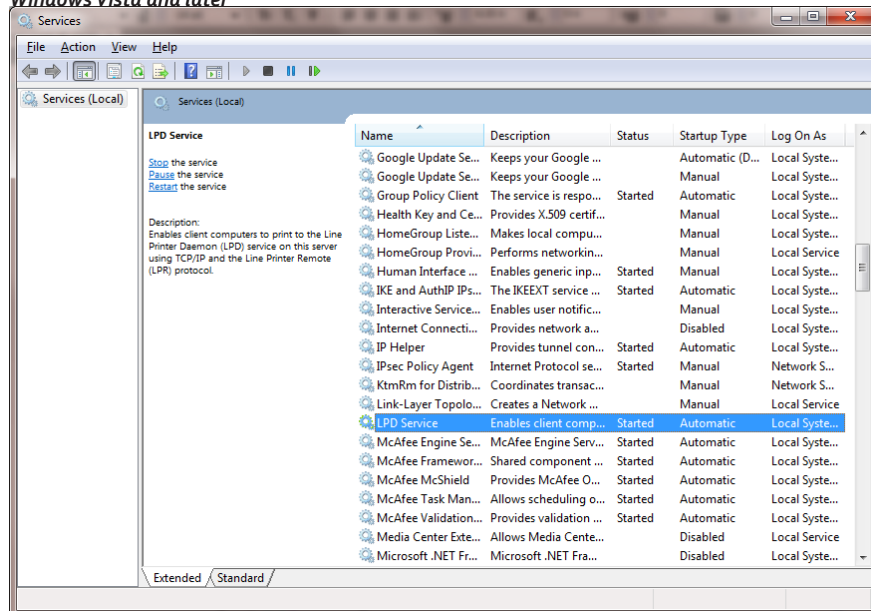 Windows Vista and later
Services
File Action View Help
Services (Local)
Services (Local)
LPD Service
Stop the service
Pause the service
Restart the service
Description:
Enables client computers to print to the Line
Printer Daemon (LPD) service on this server
using TCP/IP and the Line Printer Remote
(LPR) protocol.
Name Description Status Startup Type Log On As
Google Update Se... Keeps your Google ... Automatic (D... Local Syste...
Google Update Se... Keeps your Google ... Manual Local Syste...
Group Policy Client The service is respo... Started Automatic Local Syste...
Health Key and Ce... Provides X.509 certif... Manual Local Syste...
HomeGroup Liste... Makes local compu... Manual Local Syste...
HomeGroup Provi... Performs networkin... Manual Local Service
Human Interface ... Enables generic inp... Started Manual Local Syste...
IKE and AuthIP IPs... The IKEEXT service ... Started Automatic Local Syste...
Interactive Service... Enables user notific... Manual Local Syste...
Internet Connecti... Provides network a... Disabled Local Syste...
IP Helper Provides tunnel con... Started Automatic Local Syste...
IPsec Policy Agent Internet Protocol se... Started Manual Network S...
KtmRm for Distrib... Coordinates transac... Manual Network S...
Link-Layer Topolo... Creates a Network ... Manual Local Service
LPD Service Enables client comp... Started Automatic Local Syste...
McAfee Engine Se... McAfee Engine Serv... Started Automatic Local Syste...
McAfee Framewor... Shared component ... Started Automatic Local Syste...
McAfee McShield Provides McAfee O... Started Automatic Local Syste...
McAfee Task Man... Allows scheduling o... Started Automatic Local Syste...
McAfee Validation... Provides validation ... Started Automatic Local Syste...
Media Center Exte... Allows Media Cente... Disabled Local Service
Microsoft .NET Fr... Microsoft .NET Fra... Disabled Local Syste...
Extended Standard